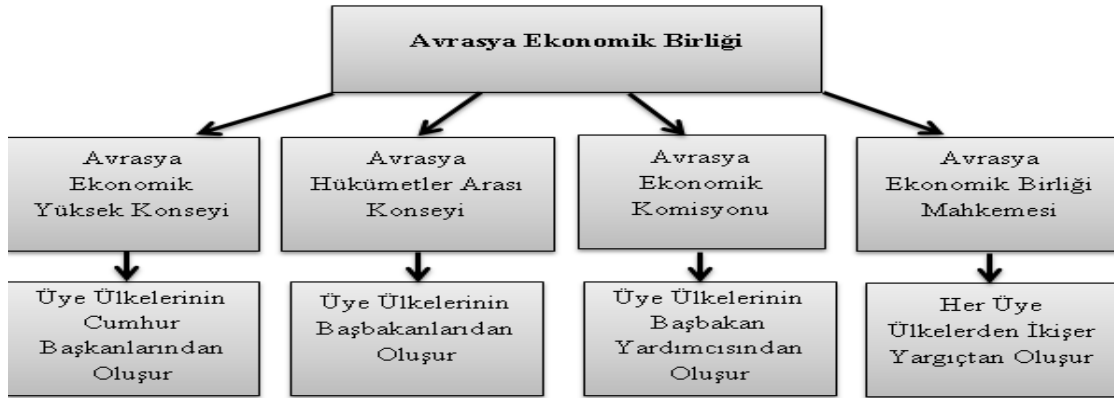 Avrasya Ekonomik Birliği
Avrasya
Ekonomik
Yüksek Konseyi
Avrasya
Hükümetler Arası
Konseyi
Avrasya
Ekonomik
Komisyonu
Avrasya
Ekonomik Birliği
Mahkemesi
Üye Ülkelerinin
Cumhur
Başkanlarından
Oluşur
Üye Ülkelerinin
Başbakanlarıdan
Oluşur
Üye Ülkelerinin
Başbakan
Yardımcısından
Oluşur
Her Üye
Ülkelerden İkişer
Yargıçtan Oluşur